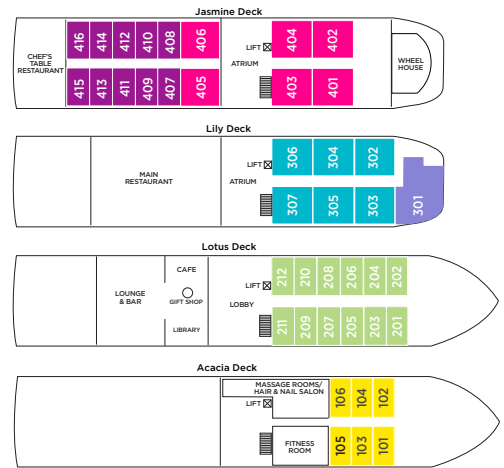 Jasmine Deck
416 414 412 410 408 406
404 402
CHEF'S
TABLE
RESTAURANT
LIFT
ATRIUM
WHEEL
HOUSE
415 413 411 409 407 405
403 401
Lily Deck
306 304 302
LIFT
MAIN
RESTAURANT
ATRIUM
307 305 303 301
Lotus Deck
CAFE
212 210 208 206 204 202
LIFT
LOUNGE
& BAR
GIFT SHOP
LOBBY
LIBRARY
211 209 207 205 203 201
Acacia Deck
MASSAGE ROOMS/
HAIR & NAIL SALON
LIFT
106 104 102
FITNESS
ROOM
105 103 101